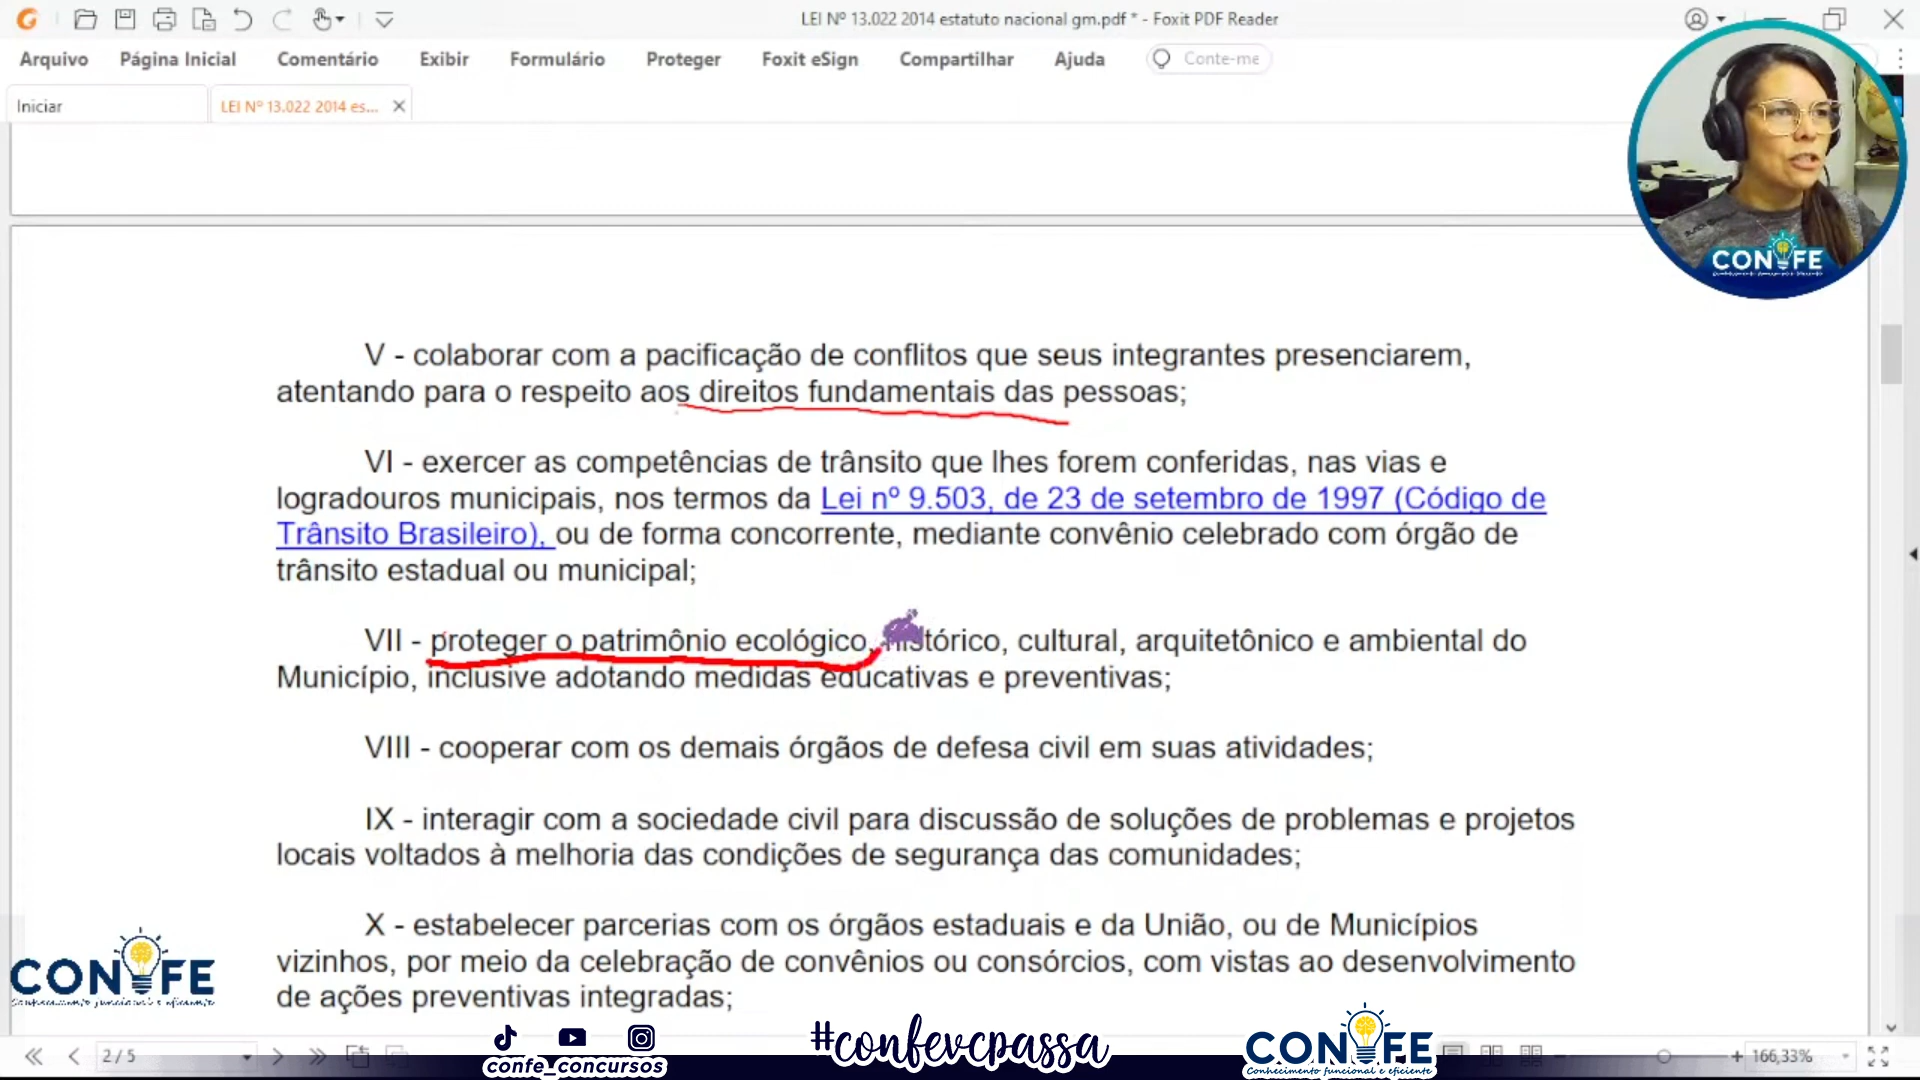 LEI Nº 13.022 2014 estatuto nacional gm.pdf * - Foxit PDF Reader
Arquivo Página Inicial Comentário Exibir Formulário Proteger Foxit eSign Compartilhar Ajuda Conte-me
Iniciar LEI Nº 13.022 2014 es...
CONFE
V - colaborar com a pacificação de conflitos que seus integrantes presenciarem,
atentando para o respeito aos direitos fundamentais das pessoas;
VI - exercer as competências de trânsito que lhes forem conferidas, nas vias e
logradouros municipais, nos termos da Lei nº 9.503, de 23 de setembro de 1997 (Código de
Trânsito Brasileiro), ou de forma concorrente, mediante convênio celebrado com órgão de
trânsito estadual ou municipal;
VII - proteger o patrimônio ecológico, histórico, cultural, arquitetônico e ambiental do
Município, inclusive adotando medidas educativas e preventivas;
VIII - cooperar com os demais órgãos de defesa civil em suas atividades;
IX - interagir com a sociedade civil para discussão de soluções de problemas e projetos
locais voltados à melhoria das condições de segurança das comunidades;
X - estabelecer parcerias com os órgãos estaduais e da União, ou de Municípios
vizinhos, por meio da celebração de convênios ou consórcios, com vistas ao desenvolvimento
de ações preventivas integradas;
CONFE
Conhecimento funcional e eficiente
2 / 5
confe_concursos
#confevcpassa
CONFE
Conhecimento funcional e eficiente
166,33%